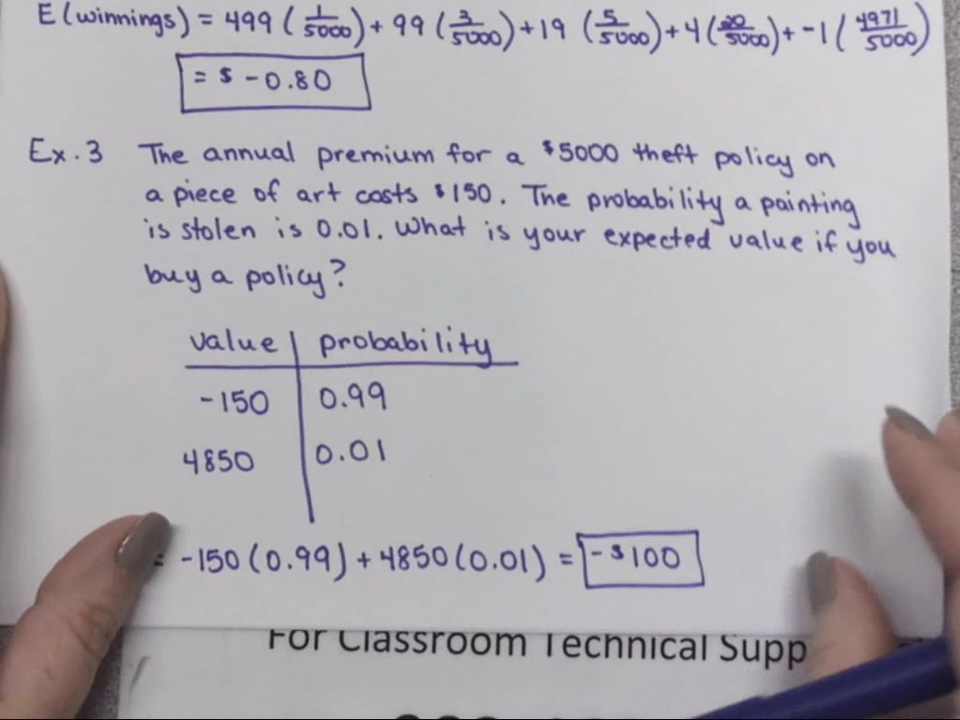 E(winnings) = 499 (1/5000) + 99 (3/5000) + 19 (5/5000) + 4 (20/5000) + -1 (4971/5000)
= $ -0.80
Ex. 3 The annual premium for a $5000 theft policy on
a piece of art costs $150. The probability a painting
is stolen is 0.01. What is your expected value if you
buy a policy?
value | probability
-150 | 0.99
4850 | 0.01
= -150 (0.99) + 4850 (0.01) = -$100
For Classroom Technical Supp